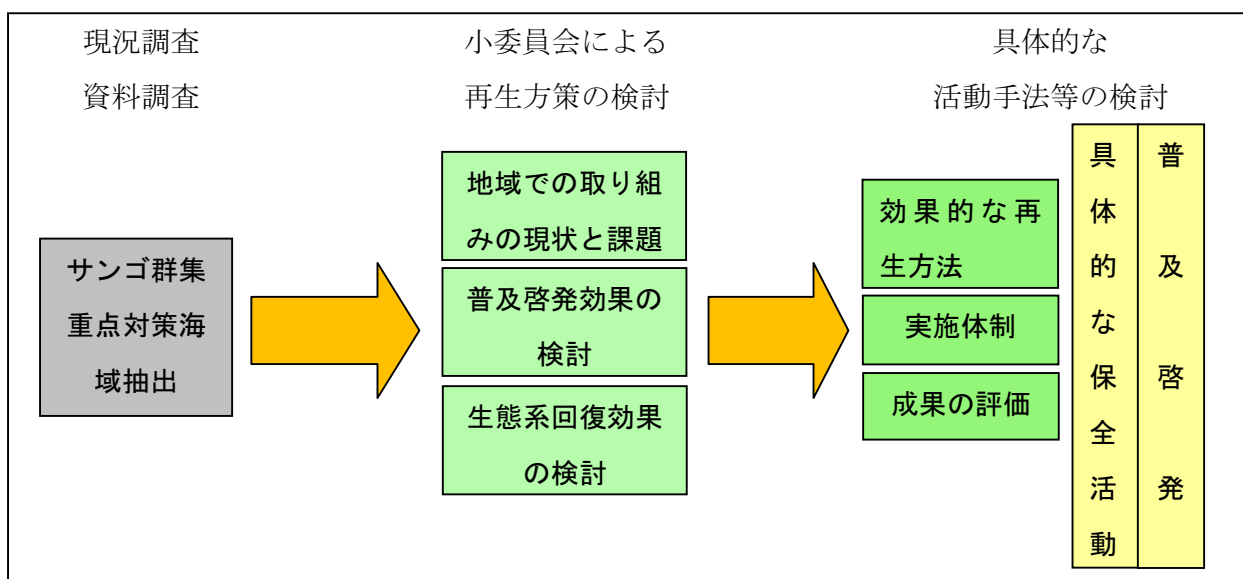 現況調査
資料調査
小委員会による
再生方策の検討
具体的な
活動手法等の検討
サンゴ群集
重点対策海
域抽出
地域での取り組
みの現状と課題
普及啓発効果の
検討
生態系回復効果
の検討
効果的な再
生方法
実施体制
成果の評価
具体的な保全活動
普及啓発